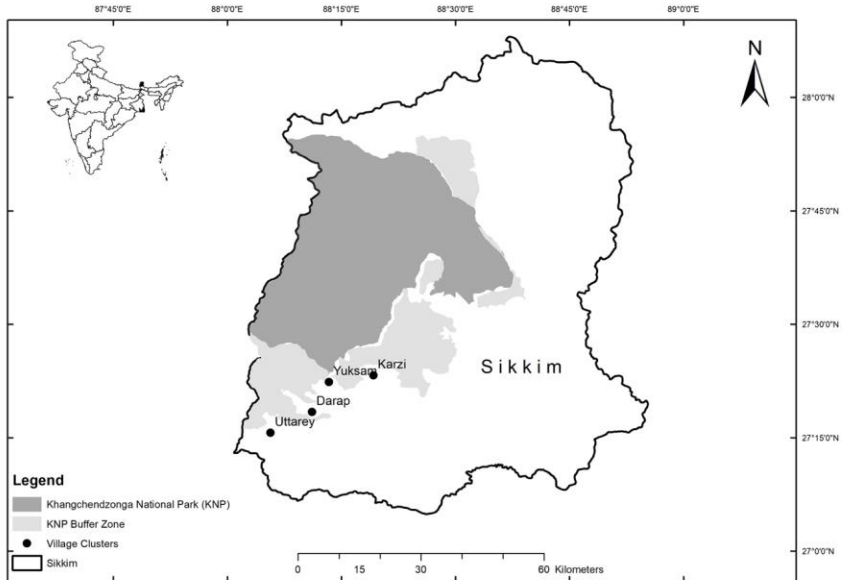 87°45'0"E 88°0'0"E 88°15'0"E 88°30'0"E 88°45'0"E 89°0'0"E
N
28°0'0"N
27°45'0"N
27°30'0"N
Sikkim
Karzi
Yuksam
Darap
Uttarey
27°15'0"N
Legend
Khangchendzonga National Park (KNP)
KNP Buffer Zone
Village Clusters
Sikkim
27°0'0"N
0 15 30 60 Kilometers